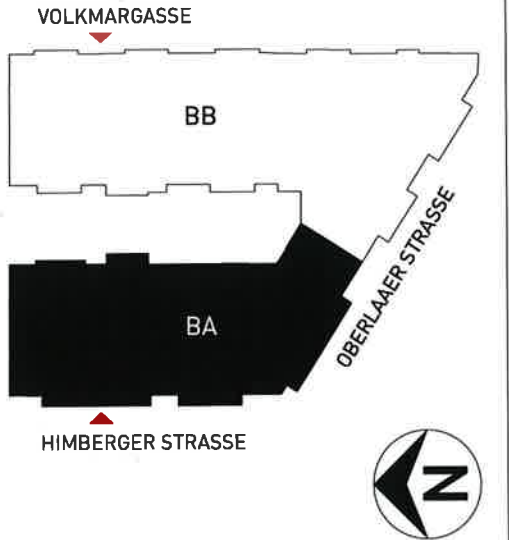 VOLKMARGASSE
BB
OBERLAAER STRASSE
BA
HIMBERGER STRASSE
N